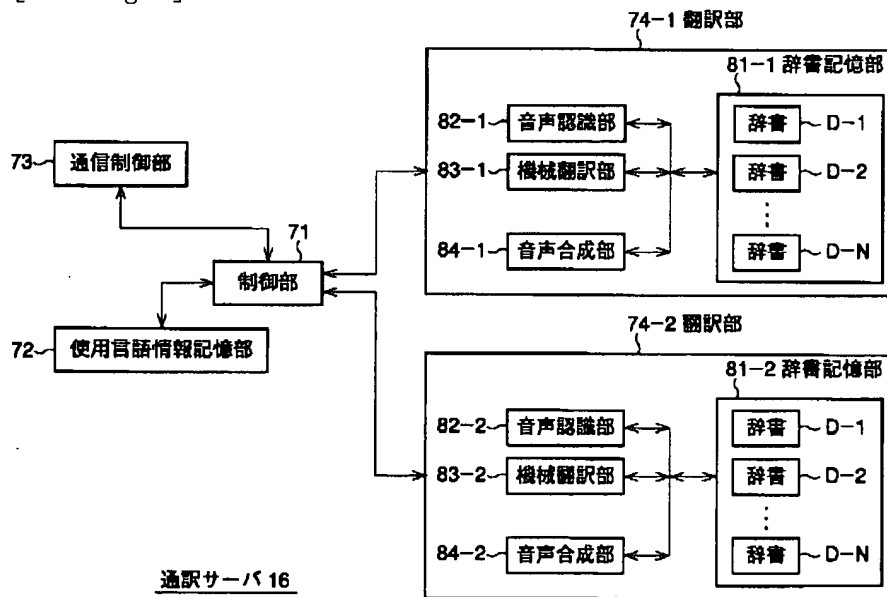 74-1 翻訳部
81-1 辞書記憶部
82-1 音声認識部
辞書 D-1
73 通信制御部
83-1 機械翻訳部
辞書 D-2
71
84-1 音声合成部
辞書 D-N
制御部
74-2 翻訳部
72 使用言語情報記憶部
81-2 辞書記憶部
82-2 音声認識部
辞書 D-1
83-2 機械翻訳部
辞書 D-2
84-2 音声合成部
辞書 D-N
通訳サーバ 16